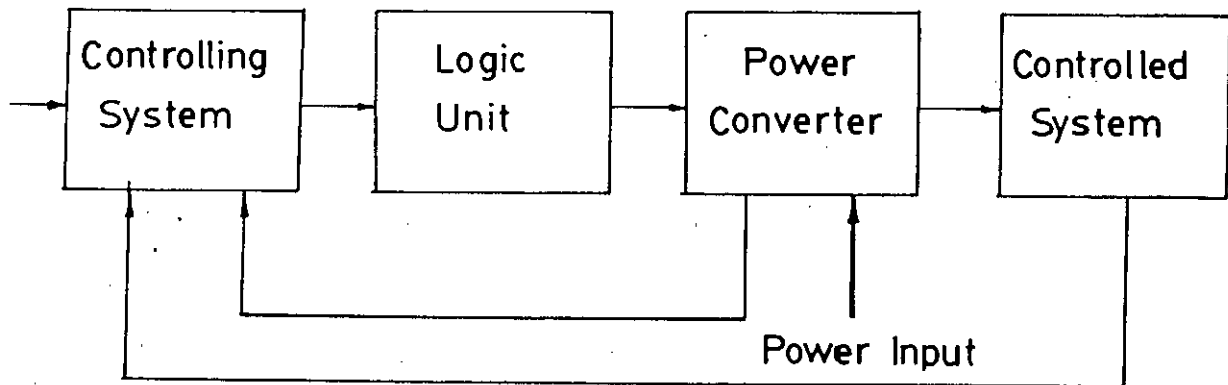 Controlling
System
Logic
Unit
Power
Converter
Controlled
System
Power Input